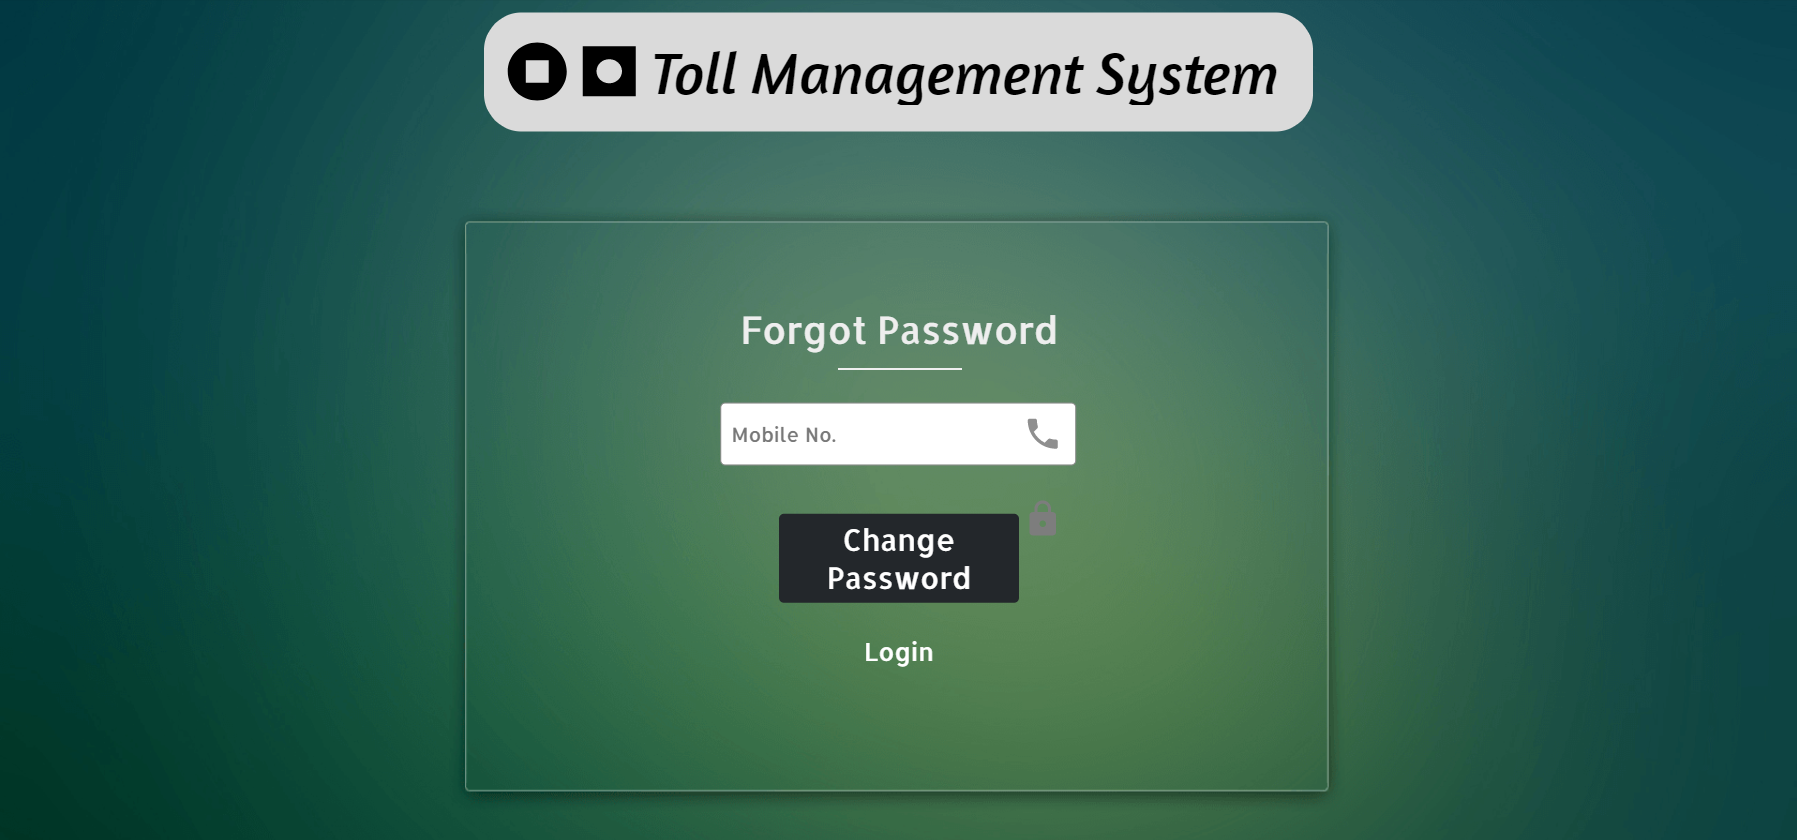 Toll Management System
Forgot Password
Mobile No.
Change
Password
Login